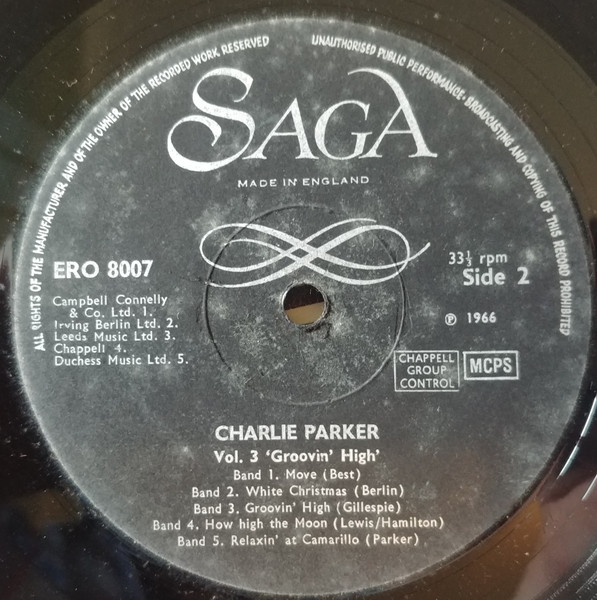 ALL RIGHTS OF THE MANUFACTURER AND OF THE OWNER OF THE RECORDED WORK RESERVED
UNAUTHORISED PUBLIC PERFORMANCE · BROADCASTING AND COPYING OF THIS RECORD PROHIBITED
SAGA
MADE IN ENGLAND
ERO 8007
33⅓ rpm
Side 2
Campbell Connelly
& Co. Ltd. 1.
Irving Berlin Ltd. 2.
Leeds Music Ltd. 3.
Chappell 4.
Duchess Music Ltd. 5.
℗ 1966
CHAPPELL
GROUP
CONTROL
MCPS
CHARLIE PARKER
Vol. 3 'Groovin' High'
Band 1. Move (Best)
Band 2. White Christmas (Berlin)
Band 3. Groovin' High (Gillespie)
Band 4. How high the Moon (Lewis/Hamilton)
Band 5. Relaxin' at Camarillo (Parker)